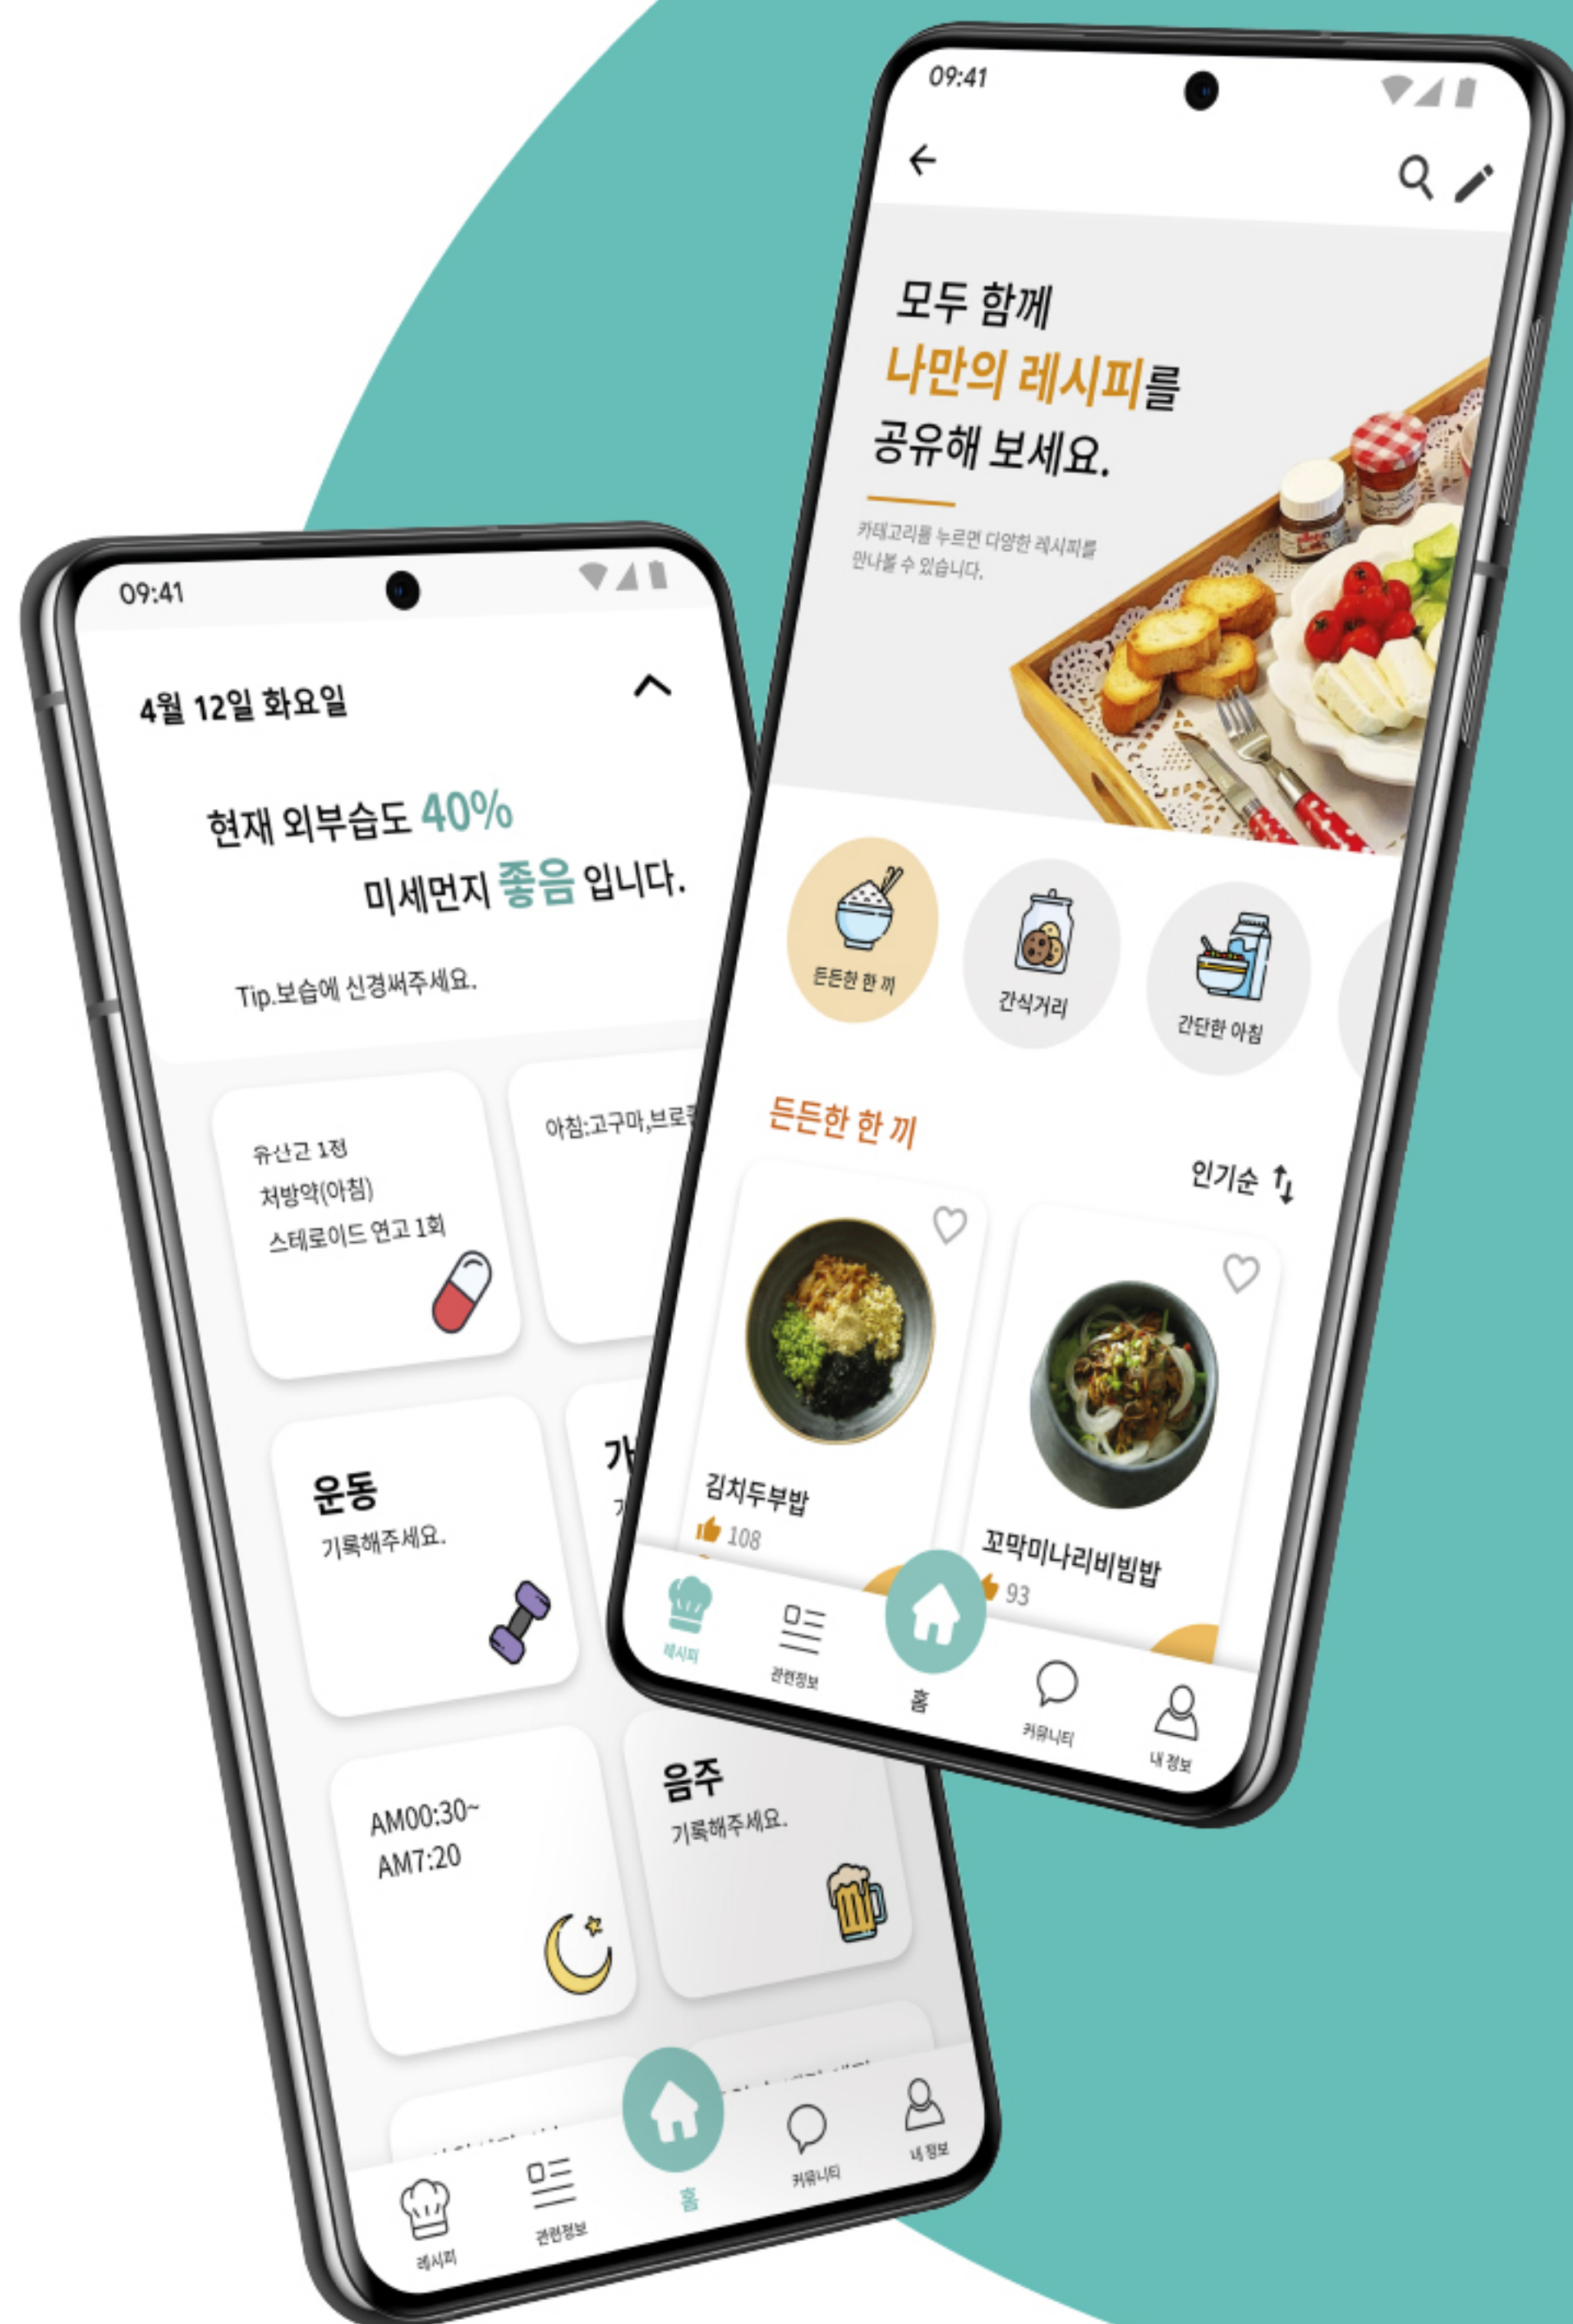 09:41
4월 12일 화요일
현재 외부습도 40%
미세먼지 좋음 입니다.
Tip.보습에 신경써주세요.
유산균 1정
처방약(아침)
스테로이드 연고 1회
아침:고구마,브로
운동
기록해주세요.
가
AM00:30~
AM7:20
음주
기록해주세요.
레시피
관련정보
홈
커뮤니티
내 정보
09:41
모두 함께
나만의 레시피를
공유해 보세요.
카테고리를 누르면 다양한 레시피를
만나볼 수 있습니다.
든든한 한 끼
간식거리
간단한 아침
든든한 한 끼
인기순
김치두부밥
108
꼬막미나리비빔밥
93
레시피
관련정보
홈
커뮤니티
내 정보